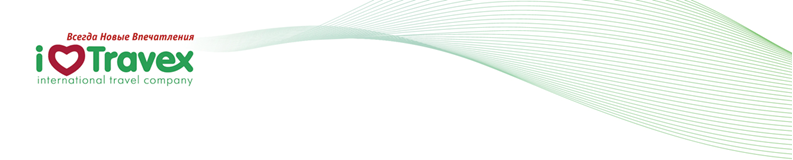 Всегда Новые Впечатления
i Travex
international travel company